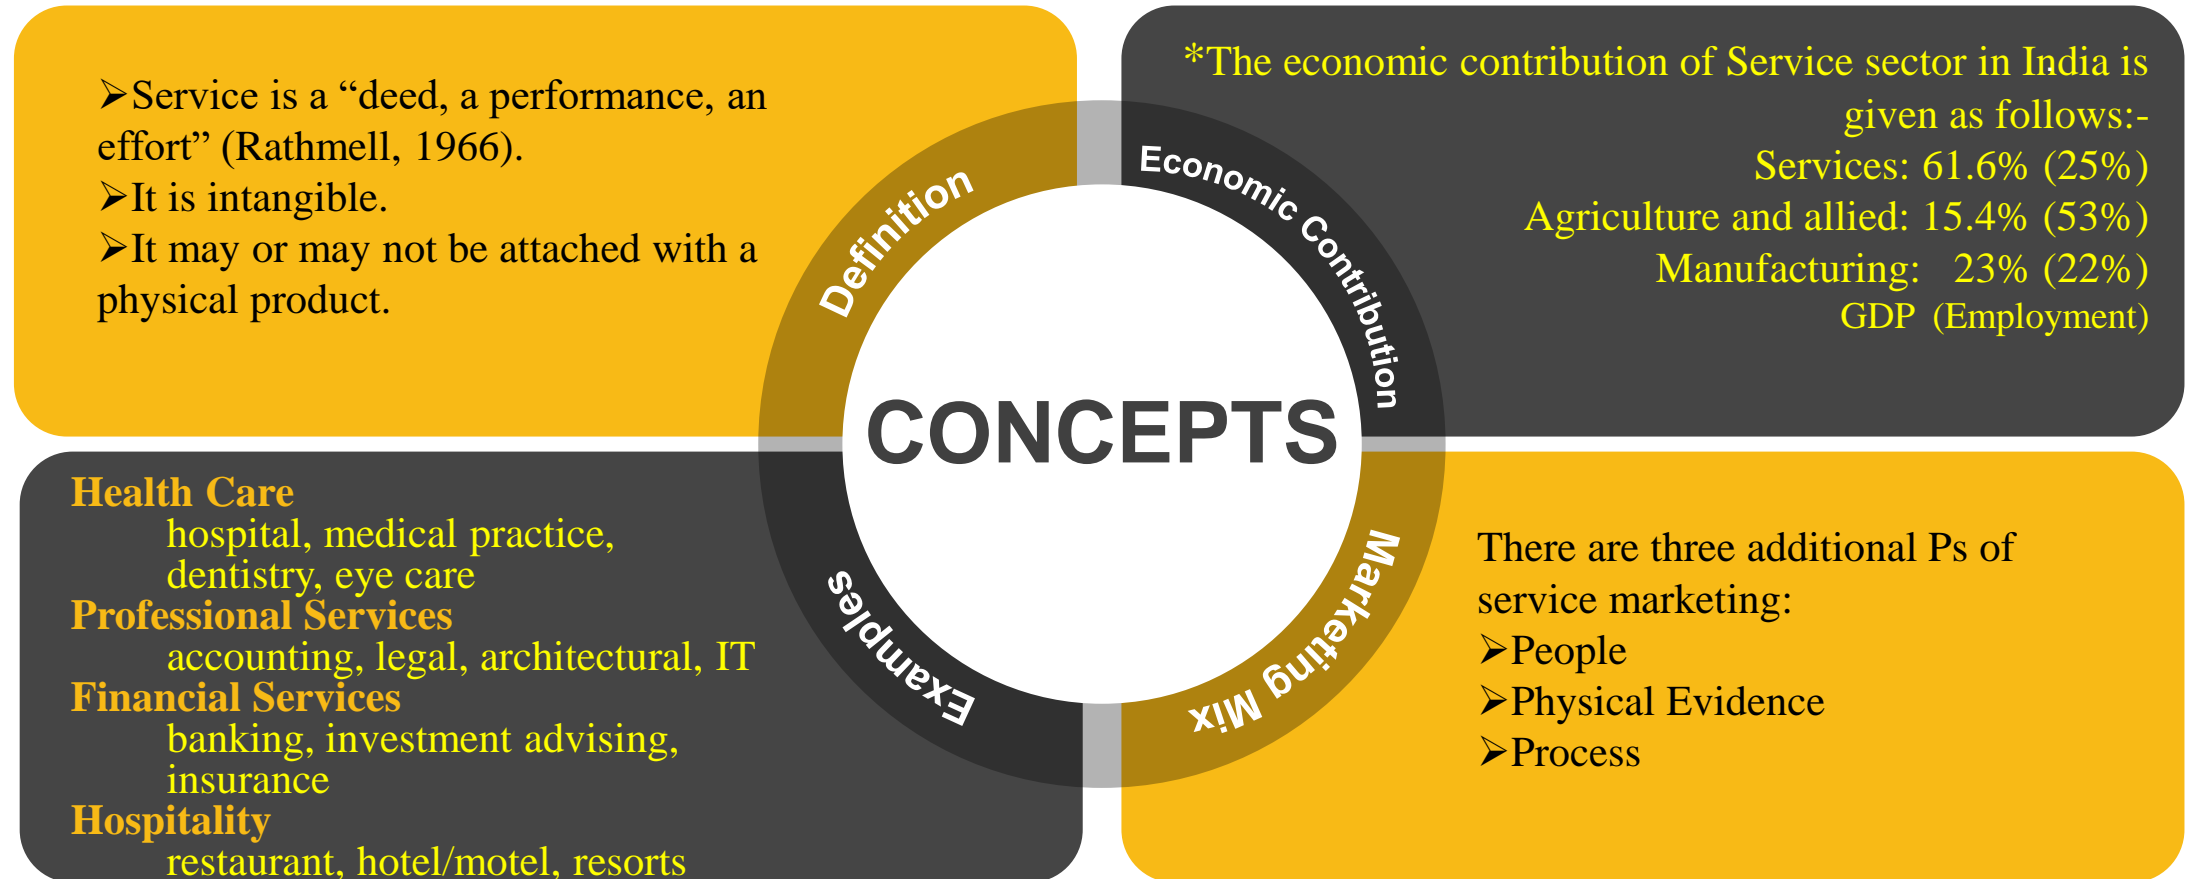 ➢Service is a “deed, a performance, an
effort” (Rathmell, 1966).
➢It is intangible.
➢It may or may not be attached with a
physical product.
Definition
*The economic contribution of Service sector in India is
given as follows:-
Services: 61.6% (25%)
Agriculture and allied: 15.4% (53%)
Manufacturing: 23% (22%)
GDP (Employment)
Economic Contribution
CONCEPTS
Health Care
hospital, medical practice,
dentistry, eye care
Professional Services
accounting, legal, architectural, IT
Financial Services
banking, investment advising,
insurance
Hospitality
restaurant, hotel/motel, resorts
Examples
Marketing Mix
There are three additional Ps of
service marketing:
➢People
➢Physical Evidence
➢Process